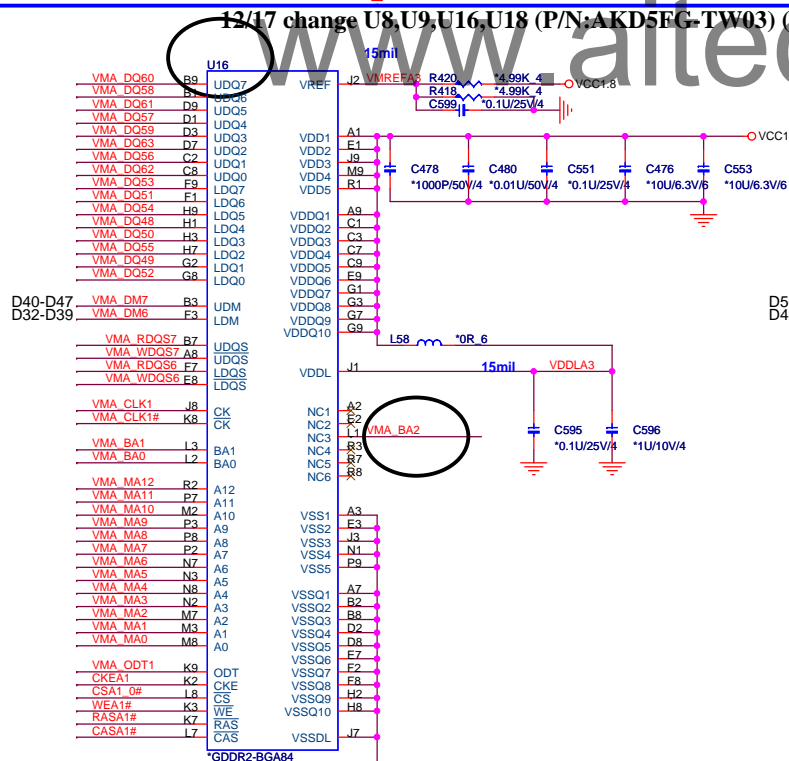 12/17 change U8,U9,U16,U18 (P/N:AKD5FG-TW03) (
www.aitec
U16
15mil
VMA_DQ60 B9 UDQ7 VREF J2 VMREFA3 R420 *4.99K_4 VCC1.8
VMA_DQ58 B1 UDQ6 R418 *4.99K_4
VMA_DQ61 D9 UDQ5 C599 *0.1U/25V/4
VMA_DQ57 D1 UDQ4
VMA_DQ59 D3 UDQ3 VDD1 A1 VCC1
VMA_DQ63 D7 UDQ2 VDD2 E1
VMA_DQ56 C2 UDQ1 VDD3 J9
VMA_DQ62 C8 UDQ0 VDD4 M9 C478 C480 C551 C476 C553
VMA_DQ53 F9 LDQ7 VDD5 R1 *1000P/50V/4 *0.01U/50V/4 *0.1U/25V/4 *10U/6.3V/6 *10U/6.3V/6
VMA_DQ51 F1 LDQ6
VMA_DQ54 H9 LDQ5 VDDQ1 A9
VMA_DQ48 H1 LDQ4 VDDQ2 C1
VMA_DQ50 H3 LDQ3 VDDQ3 C3
VMA_DQ55 H7 LDQ2 VDDQ4 C7
VMA_DQ49 G2 LDQ1 VDDQ5 C9
VMA_DQ52 G8 LDQ0 VDDQ6 E9
VDDQ7 G1
D40-D47 VMA_DM7 B3 UDM VDDQ8 G3 D5
D32-D39 VMA_DM6 F3 LDM VDDQ9 G7 D4
VDDQ10 G9
VMA_RDQS7 B7 UDQS L58 *0R_6
VMA_WDQS7 A8 UDQS
VMA_RDQS6 F7 LDQS VDDL J1 15mil VDDLA3
VMA_WDQS6 E8 LDQS
VMA_CLK1 J8 CK NC1 A2
VMA_CLK1# K8 CK NC2 E2
NC3 L1 VMA_BA2 C595 C596
VMA_BA1 L3 BA1 NC4 R3 *0.1U/25V/4 *1U/10V/4
VMA_BA0 L2 BA0 NC5 R7
NC6 R8
VMA_MA12 R2 A12
VMA_MA11 P7 A11
VMA_MA10 M2 A10 VSS1 A3
VMA_MA9 P3 A9 VSS2 E3
VMA_MA8 P8 A8 VSS3 J3
VMA_MA7 P2 A7 VSS4 N1
VMA_MA6 N7 A6 VSS5 P9
VMA_MA5 N3 A5
VMA_MA4 N8 A4 VSSQ1 A7
VMA_MA3 N2 A3 VSSQ2 B2
VMA_MA2 M7 A2 VSSQ3 B8
VMA_MA1 M3 A1 VSSQ4 D2
VMA_MA0 M8 A0 VSSQ5 D8
VSSQ6 E7
VMA_ODT1 K9 ODT VSSQ7 F2
CKEA1 K2 CKE VSSQ8 F8
CSA1_0# L8 CS VSSQ9 H2
WEA1# K3 WE VSSQ10 H8
RASA1# K7 RAS
CASA1# L7 CAS VSSDL J7
*GDDR2-BGA84